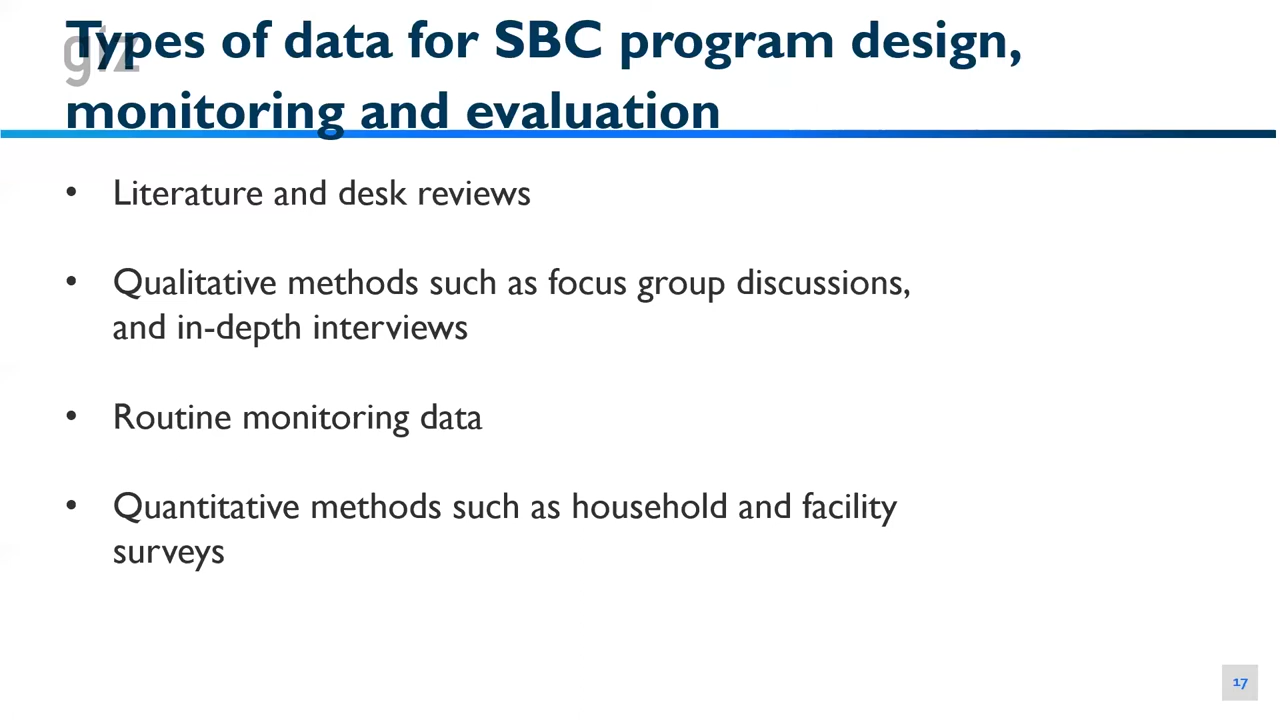 giz
Types of data for SBC program design,
monitoring and evaluation
• Literature and desk reviews
• Qualitative methods such as focus group discussions,
and in-depth interviews
• Routine monitoring data
• Quantitative methods such as household and facility
surveys
17